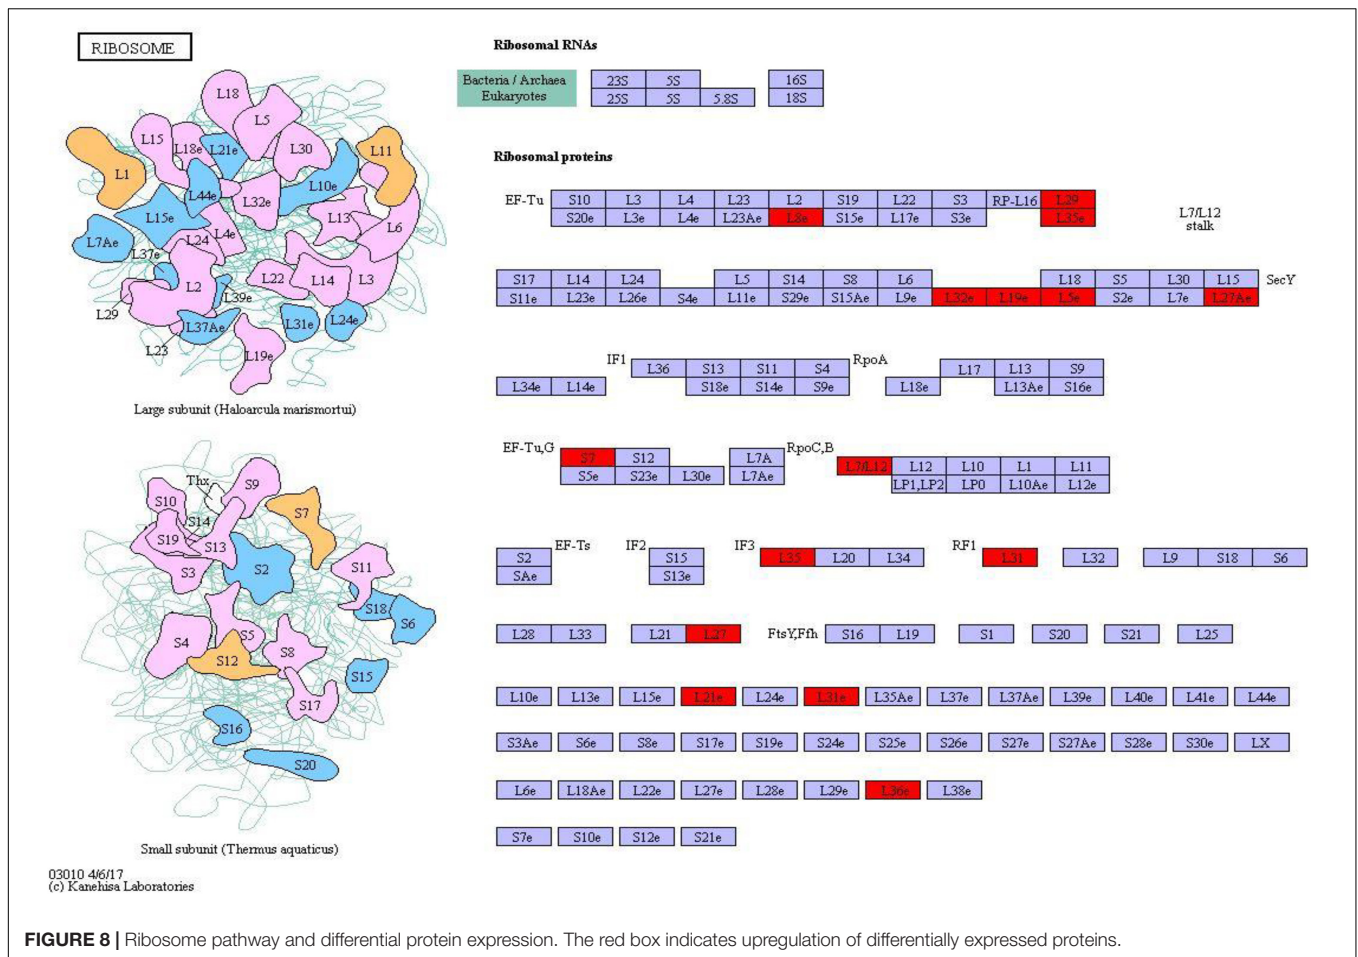 RIBOSOME
L18
L5
L15
L18e
L21e
L30
L11
L1
L10e
L44e
L32e
L15e
L13
L6
L7Ae
L24
L4e
L37e
L22
L14
L3
L2
L39e
L29
L37Ae
L31e
L24e
L23
L19e
Large subunit (Haloarcula marismortui)
Thx
S9
S10
S7
S14
S19
S13
S3
S2
S11
S18
S6
S4
S5
S8
S12
S15
S17
S16
S20
Small subunit (Thermus aquaticus)
03010 4/6/17
(c) Kanehisa Laboratories
Ribosomal RNAs
Bacteria / Archaea 23S 5S 16S
Eukaryotes 25S 5S 5.8S 18S
Ribosomal proteins
EF-Tu S10 L3 L4 L23 L2 S19 L22 S3 RP-L16 L29
S20e L3e L4e L23Ae L8e S15e L17e S3e L35e
L7/L12
stalk
S17 L14 L24 L5 S14 S8 L6 L18 S5 L30 L15 SecY
S11e L23e L26e S4e L11e S29e S15Ae L9e L32e L19e L5e S2e L7e L27Ae
IF1 L36 S13 S11 S4 RpoA L17 L13 S9
L34e L14e S18e S14e S9e L18e L13Ae S16e
EF-Tu,G S7 S12 L7A RpoC,B L7/L12 L12 L10 L1 L11
S5e S23e L30e L7Ae LP1,LP2 LP0 L10Ae L12e
S2 EF-Ts IF2 S15 IF3 L35 L20 L34 RF1 L31 L32 L9 S18 S6
SAe S13e
L28 L33 L21 L27 FtsY,Ffh S16 L19 S1 S20 S21 L25
L10e L13e L15e L21e L24e L31e L35Ae L37e L37Ae L39e L40e L41e L44e
S3Ae S6e S8e S17e S19e S24e S25e S26e S27e S27Ae S28e S30e LX
L6e L18Ae L22e L27e L28e L29e L36e L38e
S7e S10e S12e S21e
FIGURE 8 | Ribosome pathway and differential protein expression. The red box indicates upregulation of differentially expressed proteins.